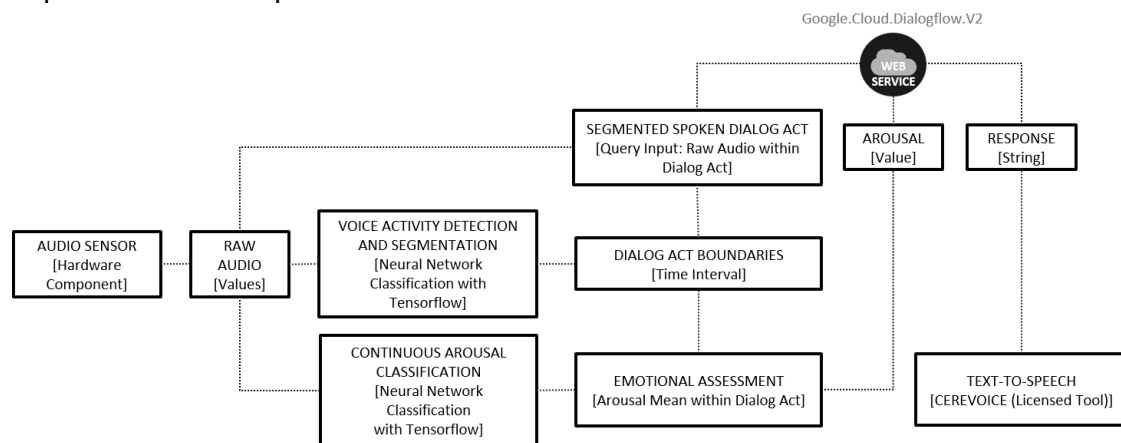 Google.Cloud.Dialogflow.V2
WEB
SERVICE
SEGMENTED SPOKEN DIALOG ACT
[Query Input: Raw Audio within
Dialog Act]
AROUSAL
[Value]
RESPONSE
[String]
AUDIO SENSOR
[Hardware
Component]
RAW
AUDIO
[Values]
VOICE ACTIVITY DETECTION
AND SEGMENTATION
[Neural Network
Classification with
Tensorflow]
DIALOG ACT BOUNDARIES
[Time Interval]
CONTINUOUS AROUSAL
CLASSIFICATION
[Neural Network
Classification
with Tensorflow]
EMOTIONAL ASSESSMENT
[Arousal Mean within Dialog Act]
TEXT-TO-SPEECH
[CEREVOICE (Licensed Tool)]